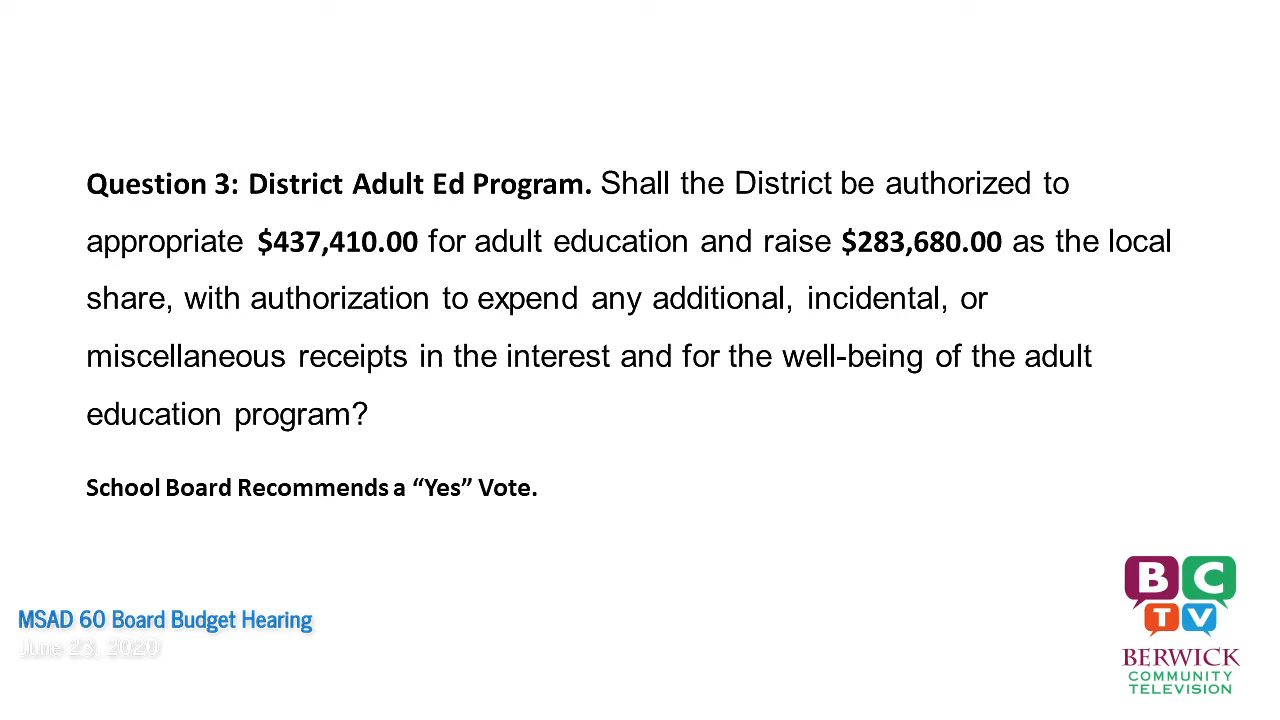 Question 3: District Adult Ed Program. Shall the District be authorized to
appropriate $437,410.00 for adult education and raise $283,680.00 as the local
share, with authorization to expend any additional, incidental, or
miscellaneous receipts in the interest and for the well-being of the adult
education program?
School Board Recommends a “Yes” Vote.
MSAD 60 Board Budget Hearing
June 23, 2020
BC
TV
BERWICK
COMMUNITY
TELEVISION